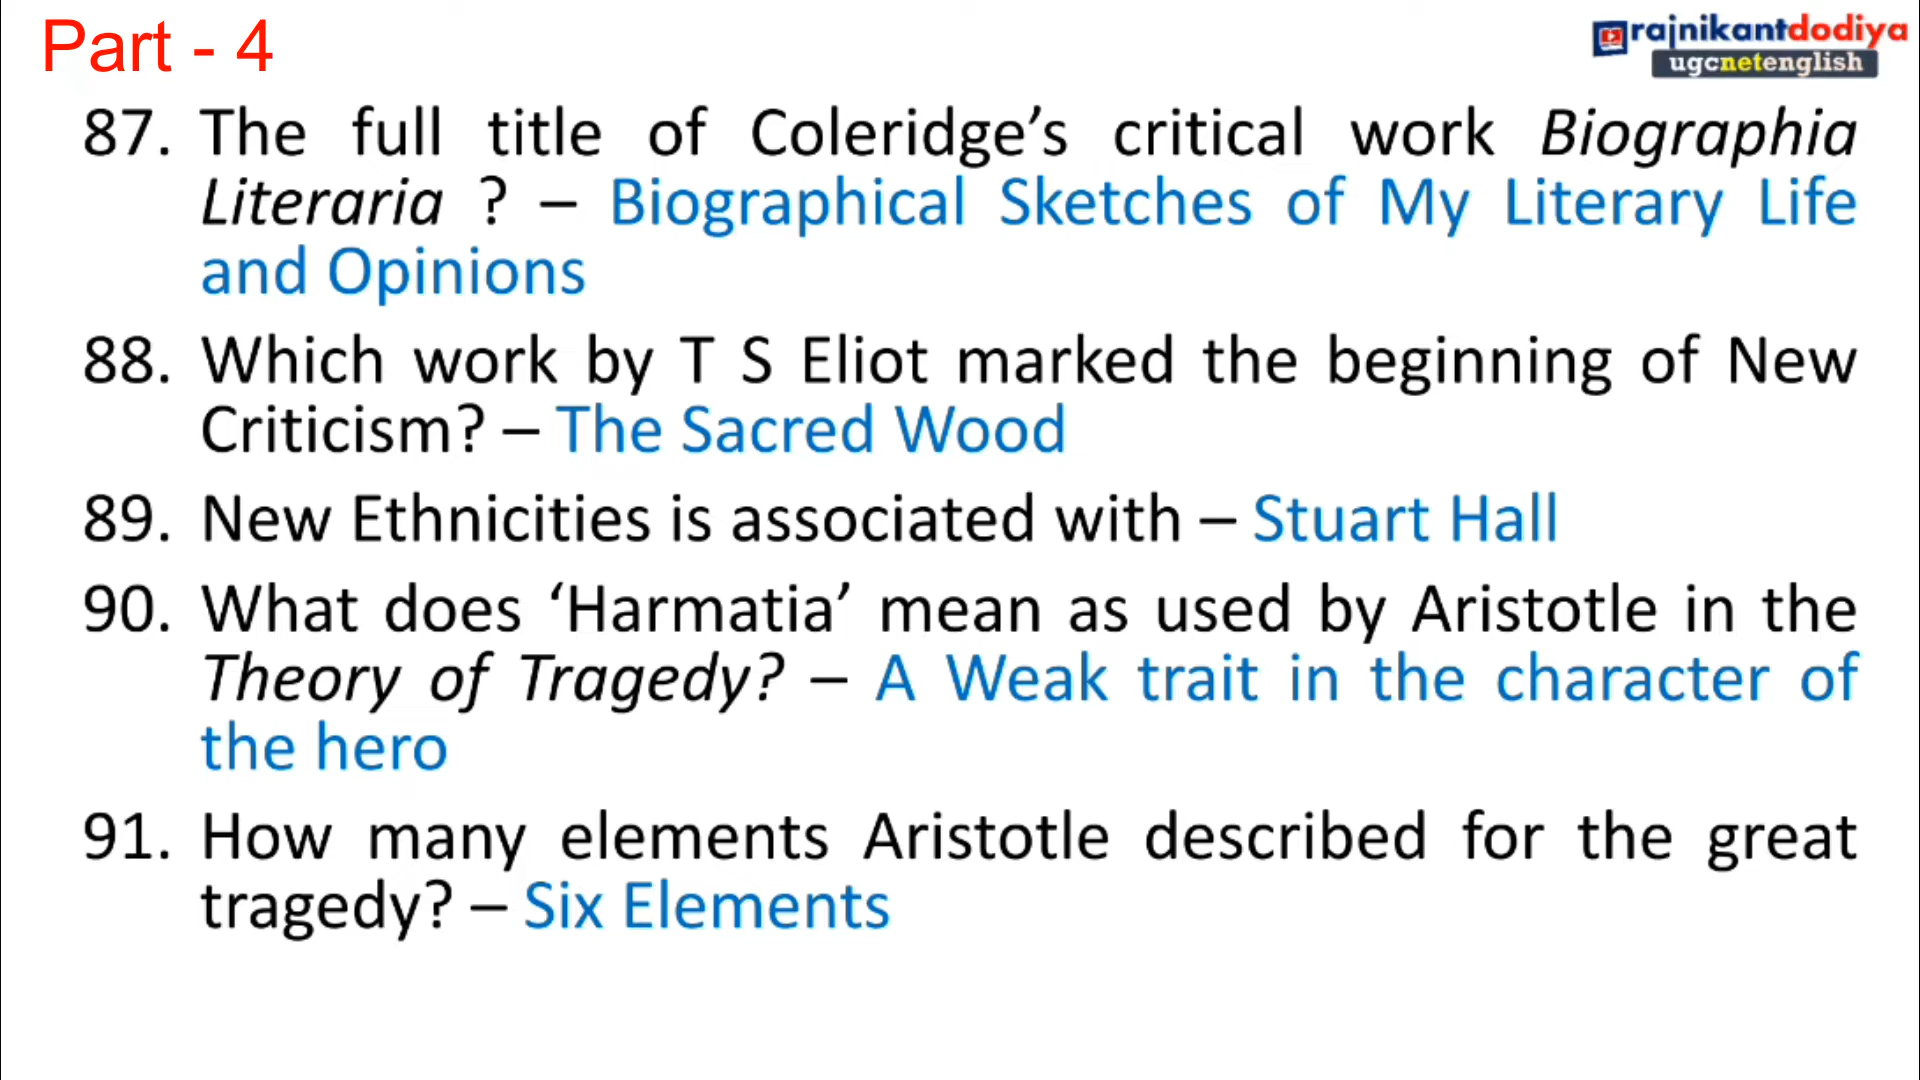 Part - 4
rajnikantdodiya
ugcnetenglish
87. The full title of Coleridge’s critical work Biographia
Literaria ? – Biographical Sketches of My Literary Life
and Opinions
88. Which work by T S Eliot marked the beginning of New
Criticism? – The Sacred Wood
89. New Ethnicities is associated with – Stuart Hall
90. What does ‘Harmatia’ mean as used by Aristotle in the
Theory of Tragedy? – A Weak trait in the character of
the hero
91. How many elements Aristotle described for the great
tragedy? – Six Elements